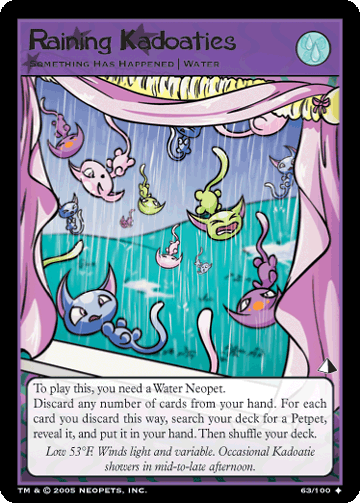 Raining Kadoaties
Something Has Happened | Water
To play this, you need a Water Neopet.
Discard any number of cards from your hand. For each
card you discard this way, search your deck for a Petpet,
reveal it, and put it in your hand. Then shuffle your deck.
Low 53°F Winds light and variable. Occasional Kadoatie
showers in mid-to-late afternoon.
TM & © 2005 NEOPETS, INC. 63/100